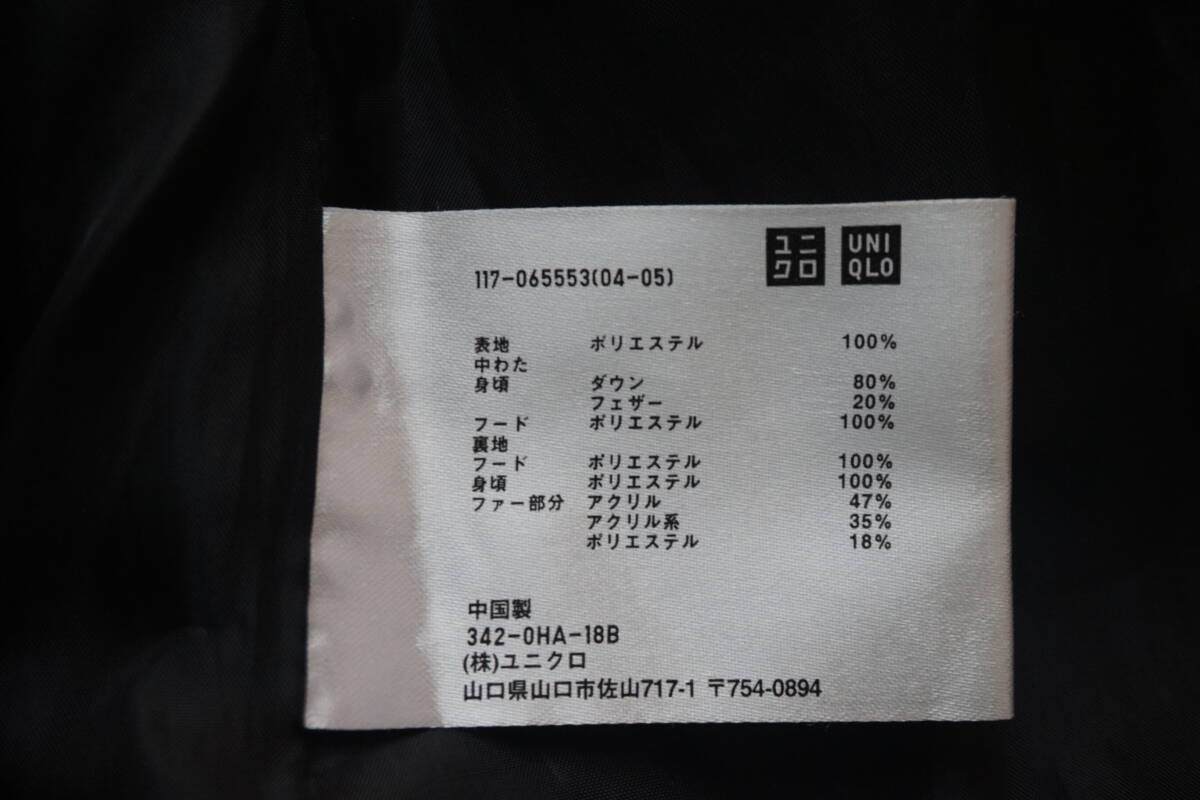 ユニ
クロ
UNI
QLO
117-065553(04-05)
表地 ポリエステル 100%
中わた
身頃 ダウン 80%
フェザー 20%
フード ポリエステル 100%
裏地
フード ポリエステル 100%
身頃 ポリエステル 100%
ファー部分 アクリル 47%
アクリル系 35%
ポリエステル 18%
中国製
342-0HA-18B
(株)ユニクロ
山口県山口市佐山717-1 〒754-0894